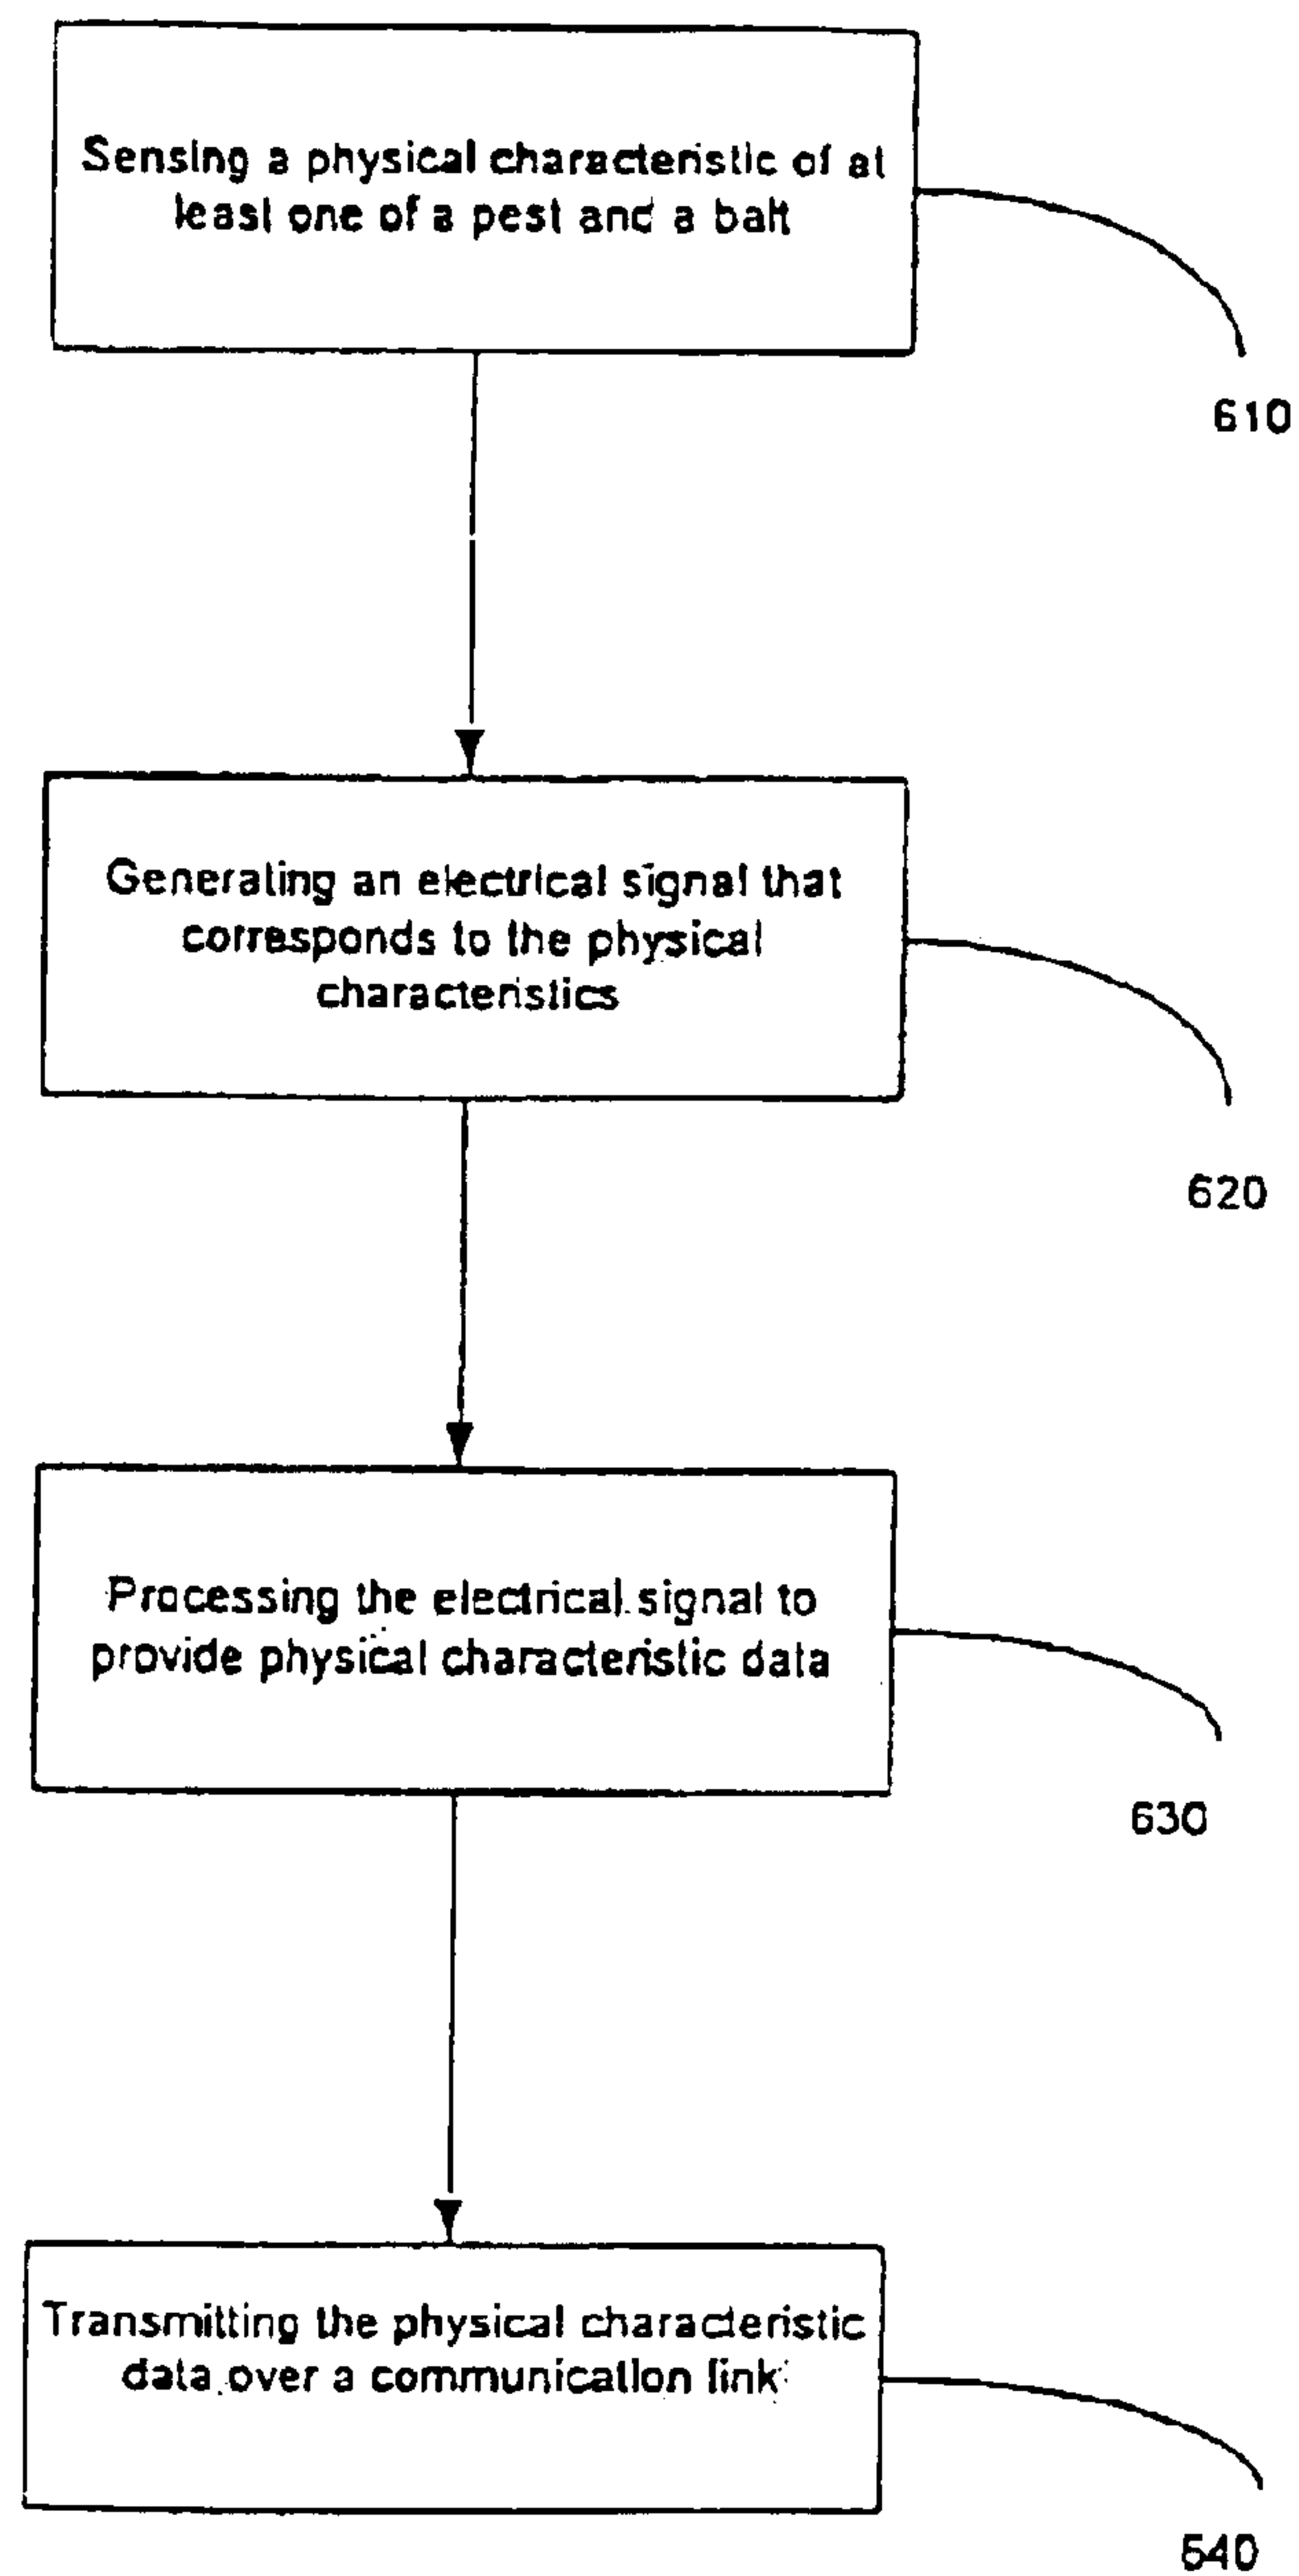 Sensing a physical characteristic of at
least one of a pest and a bait
610
Generating an electrical signal that
corresponds to the physical
characteristics
620
Processing the electrical signal to
provide physical characteristic data
630
Transmitting the physical characteristic
data over a communication link
640